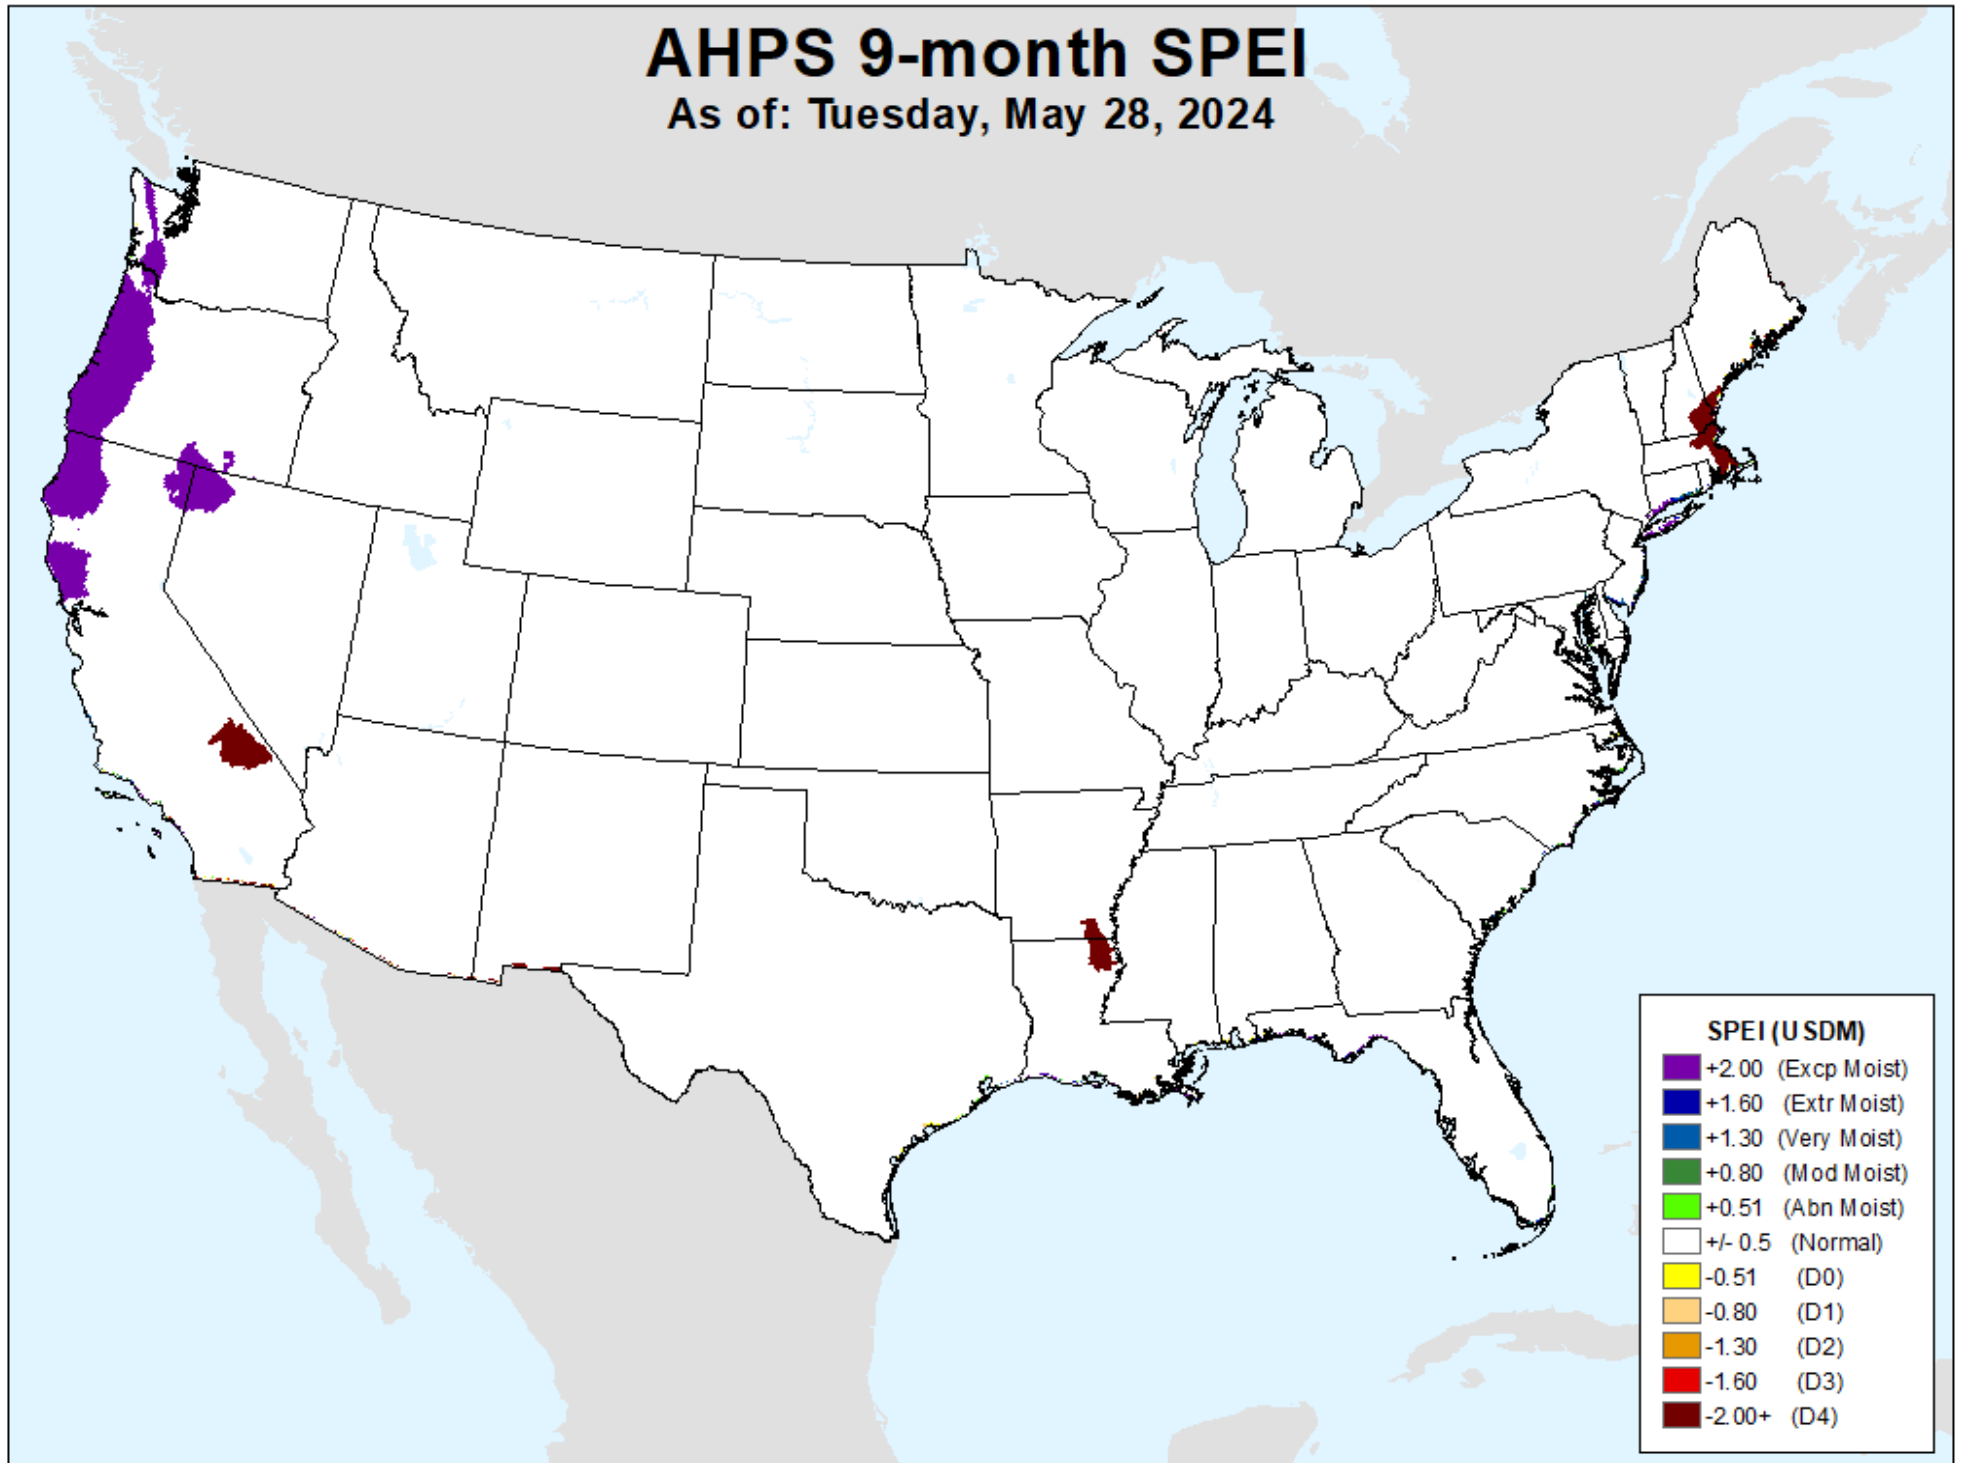 AHPS 9-month SPEI
As of: Tuesday, May 28, 2024
SPEI (USDM)
+2.00 (Excp Moist)
+1.60 (Extr Moist)
+1.30 (Very Moist)
+0.80 (Mod Moist)
+0.51 (Abn Moist)
+/- 0.5 (Normal)
-0.51 (D0)
-0.80 (D1)
-1.30 (D2)
-1.60 (D3)
-2.00+ (D4)